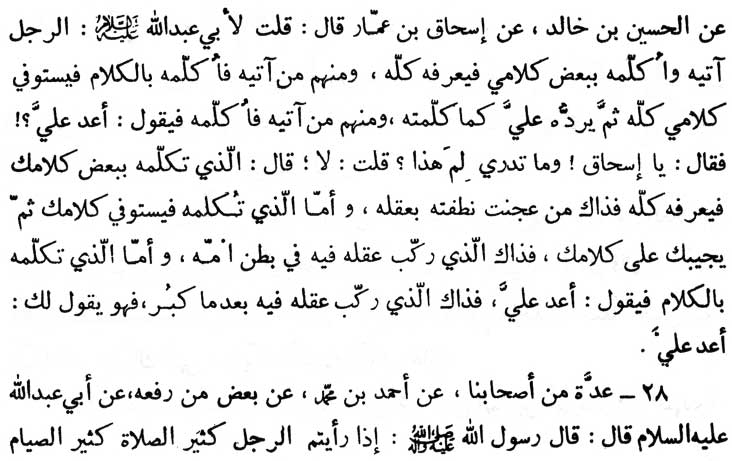 عن الحسين بن خالد ، عن إسحاق بن عمّار قال : قلت لأبي عبدالله عليه السلام : الرجل
آتيه واُكلّمه ببعض كلامي فيعرفه كلّه ، ومنهم من آتيه فاُكلّمه بالكلام فيستوفي
كلامي كلّه ثمَّ يردُّه عليَّ كما كلّمته ، ومنهم من آتيه فاُكلّمه فيقول : أعد عليَّ ؟!
فقال : يا إسحاق ! وما تدري لِمَ هذا ؟ قلت : لا ؛ قال : الّذي تكلّمه ببعض كلامك
فيعرفه كلّه فذاك من عجنت نطفته بعقله ، و أمّا الّذي تُكلمه فيستوفي كلامك ثمّ
يجيبك على كلامك ، فذاك الّذي ركّب عقله فيه في بطن اُمّه ، و أمّا الّذي تكلّمه
بالكلام فيقول : أعد عليَّ ، فذاك الّذي ركّب عقله فيه بعدما كبُر ، فهو يقول لك :
أعد عليَّ .
٢٨ ــ عدَّة من أصحابنا ، عن أحمد بن محمّد ، عن بعض من رفعه ، عن أبي عبدالله
عليه السلام قال : قال رسول الله صلى الله عليه وآله : إذا رأيتم الرجل كثير الصلاة كثير الصيام